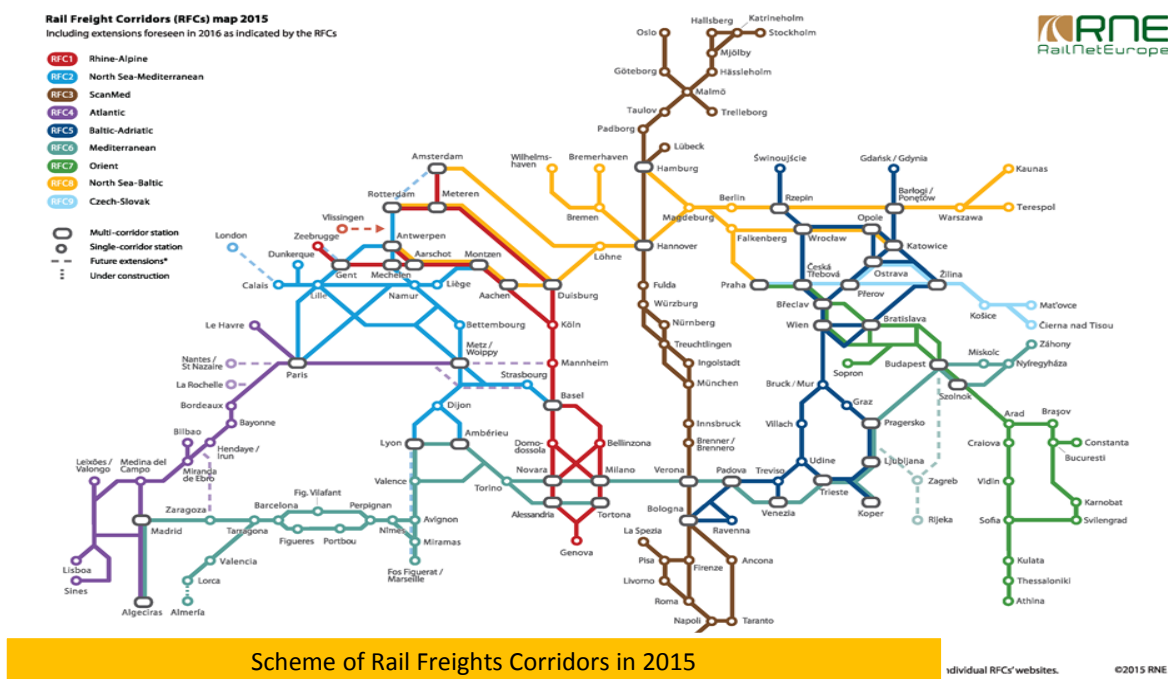 Rail Freight Corridors (RFCs) map 2015
Including extensions foreseen in 2016 as indicated by the RFCs
RNE
RailNetEurope
RFC1 Rhine-Alpine
RFC2 North Sea-Mediterranean
RFC3 ScanMed
RFC4 Atlantic
RFC5 Baltic-Adriatic
RFC6 Mediterranean
RFC7 Orient
RFC8 North Sea-Baltic
RFC9 Czech-Slovak
Multi-corridor station
Single-corridor station
Future extensions*
Under construction
Oslo
Hallsberg
Katrineholm
Stockholm
Mjölby
Göteborg
Hässleholm
Malmö
Taulov
Trelleborg
Padborg
Lübeck
Amsterdam
Wilhelms-
haven
Bremerhaven
Hamburg
Świnoujście
Gdańsk / Gdynia
Kaunas
Rotterdam
Meteren
Vlissingen
Bremen
Magdeburg
Berlin
Rzepin
Barłogi /
Ponętów
Warszawa
Terespol
London
Zeebrugge
Antwerpen
Hannover
Falkenberg
Wrocław
Opole
Katowice
Dunkerque
Aarschot
Montzen
Löhne
Gent
Mechelen
Calais
Lille
Namur
Liège
Aachen
Duisburg
Fulda
Praha
Česká
Třebová
Ostrava
Žilina
Přerov
Würzburg
Břeclav
Košice
Mat'ovce
Čierna nad Tisou
Le Havre
Bettembourg
Köln
Nürnberg
Wien
Bratislava
Treuchtlingen
Metz /
Woippy
Nantes /
St Nazaire
Paris
Strasbourg
Mannheim
Ingolstadt
Sopron
Budapest
Miskolc
Záhony
Nyíregyháza
La Rochelle
München
Bruck / Mur
Szolnok
Bordeaux
Dijon
Basel
Graz
Arad
Braşov
Bayonne
Innsbruck
Villach
Pragersko
Bilbao
Hendaye /
Irun
Lyon
Ambérieu
Domo-
dossola
Bellinzona
Brenner /
Brennero
Craiova
Constanta
Bucuresti
Leixões /
Valongo
Medina del
Campo
Miranda
de Ebro
Valence
Torino
Novara
Milano
Verona
Padova
Treviso
Udine
Ljubljana
Zagreb
Vidin
Fig. Vilafant
Barcelona
Perpignan
Zaragoza
Alessandria
Tortona
Bologna
Venezia
Trieste
Koper
Karnobat
Madrid
Tarragona
Figueres
Portbou
Nîmes
Avignon
Ravenna
Rijeka
Sofia
Svilengrad
Miramas
Genova
La Spezia
Lisboa
Valencia
Fos Figuerat /
Marseille
Pisa
Firenze
Ancona
Kulata
Sines
Lorca
Livorno
Thessaloniki
Algeciras
Almería
Roma
Athina
Napoli
Taranto
Scheme of Rail Freights Corridors in 2015
ndividual RFCs' websites.
©2015 RNE